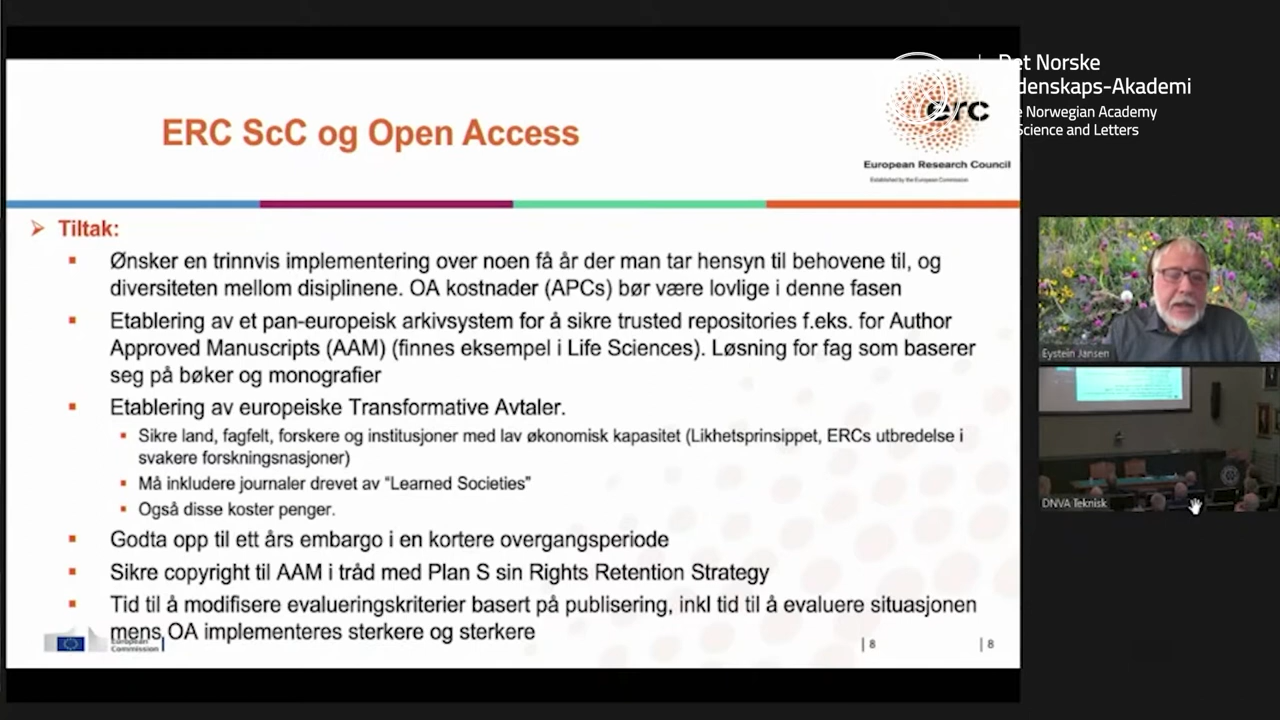 ERC ScC og Open Access
erc
European Research Council
Established by the European Commission
Det Norske
denskaps-Akademi
Norwegian Academy
Science and Letters
Tiltak:
Ønsker en trinnvis implementering over noen få år der man tar hensyn til behovene til, og
diversiteten mellom disiplinene. OA kostnader (APCs) bør være lovlige i denne fasen
Etablering av et pan-europeisk arkivsystem for å sikre trusted repositories f.eks. for Author
Approved Manuscripts (AAM) (finnes eksempel i Life Sciences). Løsning for fag som baserer
seg på bøker og monografier
Etablering av europeiske Transformative Avtaler.
Sikre land, fagfelt, forskere og institusjoner med lav økonomisk kapasitet (Likhetsprinsippet, ERCs utbredelse i
svakere forskningsnasjoner)
Må inkludere journaler drevet av “Learned Societies”
Også disse koster penger.
Godta opp til ett års embargo i en kortere overgangsperiode
Sikre copyright til AAM i tråd med Plan S sin Rights Retention Strategy
Tid til å modifisere evalueringskriterier basert på publisering, inkl tid til å evaluere situasjonen
mens OA implementeres sterkere og sterkere
European
Commission
| 8
| 8
Eystein Jansen
DNVA Teknisk